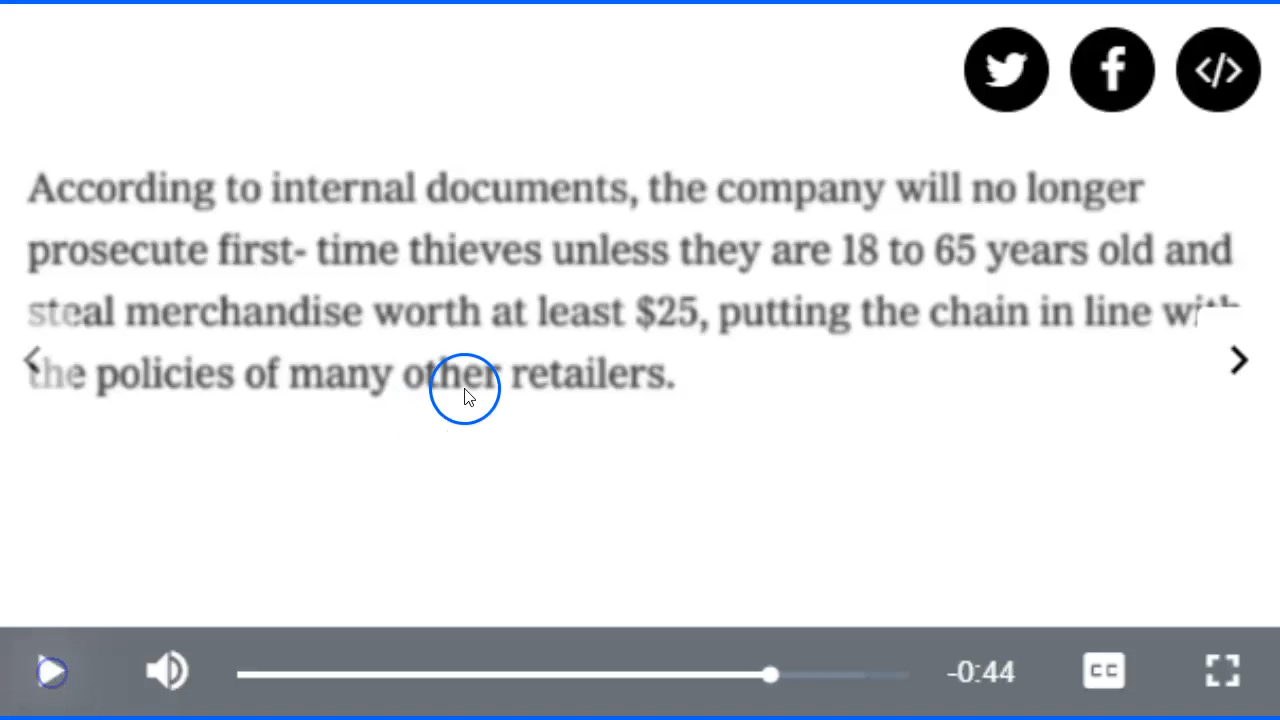 According to internal documents, the company will no longer
prosecute first- time thieves unless they are 18 to 65 years old and
steal merchandise worth at least $25, putting the chain in line with
the policies of many other retailers.
-0:44
CC